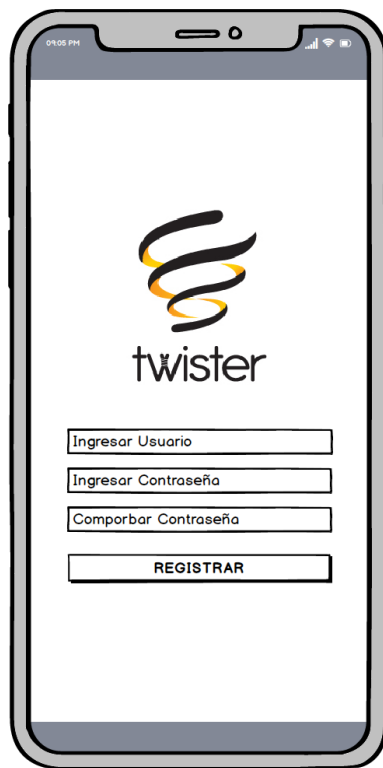 09:05 PM
twister
Ingresar Usuario
Ingresar Contraseña
Comporbar Contraseña
REGISTRAR